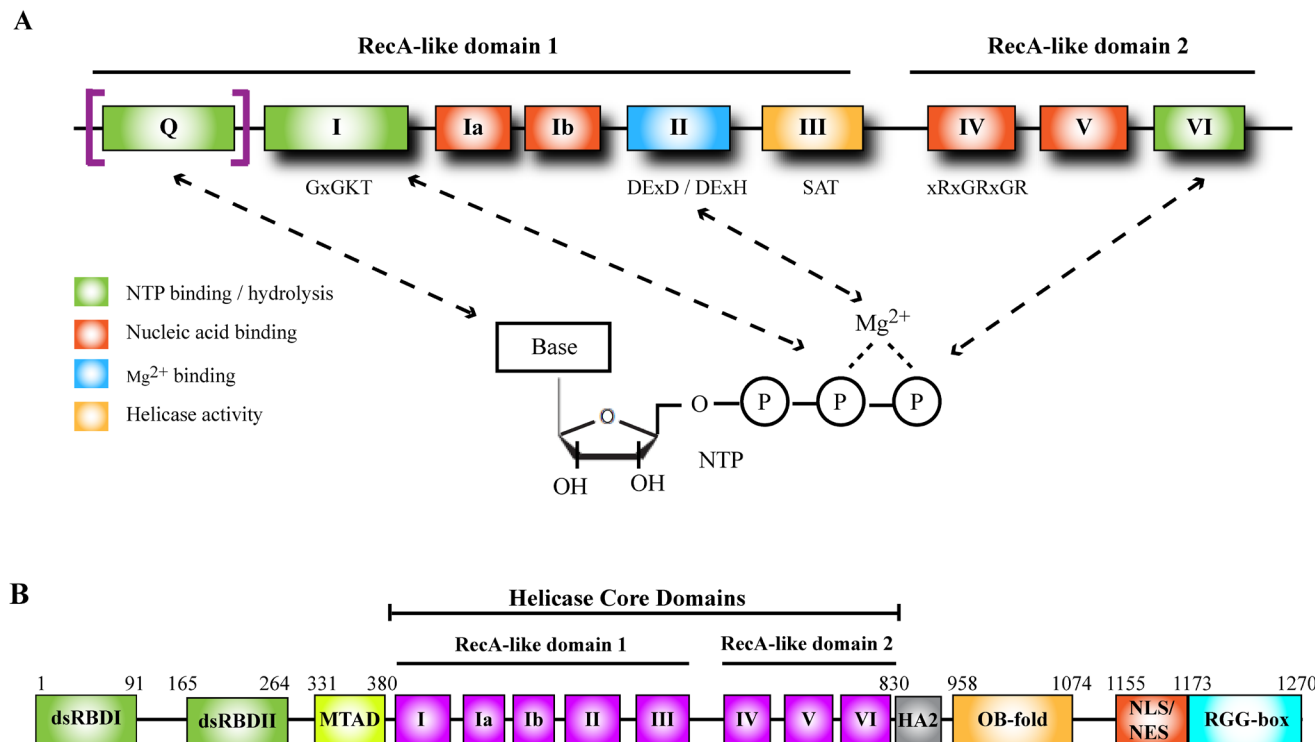 A
RecA-like domain 1 RecA-like domain 2
[ Q ] I Ia Ib II III IV V VI
GxGKT DExD / DExH SAT xRxGRxGR
NTP binding / hydrolysis
Nucleic acid binding
Mg2+ binding
Helicase activity
Mg2+
Base
O O P P P
NTP
OH OH
B
Helicase Core Domains
RecA-like domain 1 RecA-like domain 2
1 91 165 264 331 380 830 958 1074 1155 1173 1270
dsRBDI dsRBDII MTAD I Ia Ib II III IV V VI HA2 OB-fold NLS/ RGG-box
NES